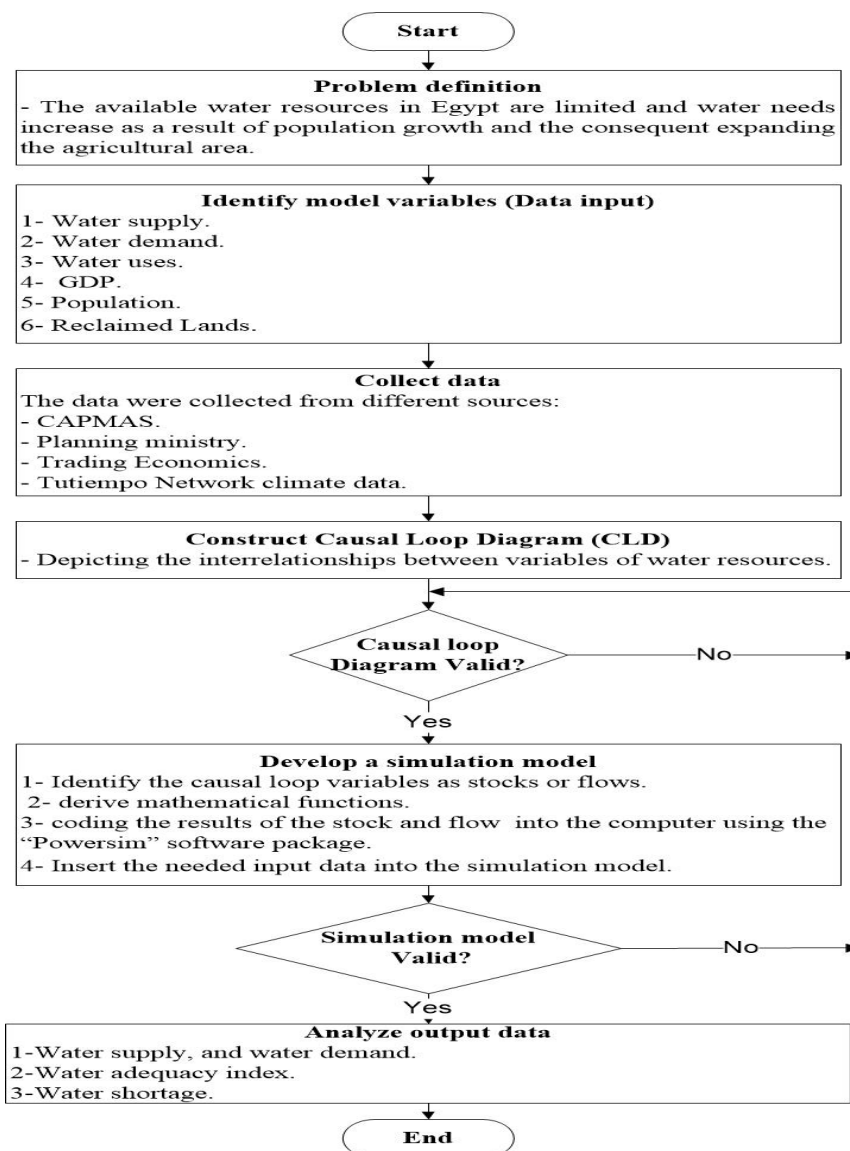 Start
Problem definition
- The available water resources in Egypt are limited and water needs
increase as a result of population growth and the consequent expanding
the agricultural area.
Identify model variables (Data input)
1- Water supply.
2- Water demand.
3- Water uses.
4-  GDP.
5- Population.
6- Reclaimed Lands.
Collect data
The data were collected from different sources:
- CAPMAS.
- Planning ministry.
- Trading Economics.
- Tutiempo Network climate data.
Construct Causal Loop Diagram (CLD)
- Depicting the interrelationships between variables of water resources.
Causal loop
Diagram Valid?
No
Yes
Develop a simulation model
1- Identify the causal loop variables as stocks or flows.
2- derive mathematical functions.
3- coding the results of the stock and flow into the computer using the
“Powersim” software package.
4- Insert the needed input data into the simulation model.
Simulation model
Valid?
No
Yes
Analyze output data
1-Water supply, and water demand.
2-Water adequacy index.
3-Water shortage.
End